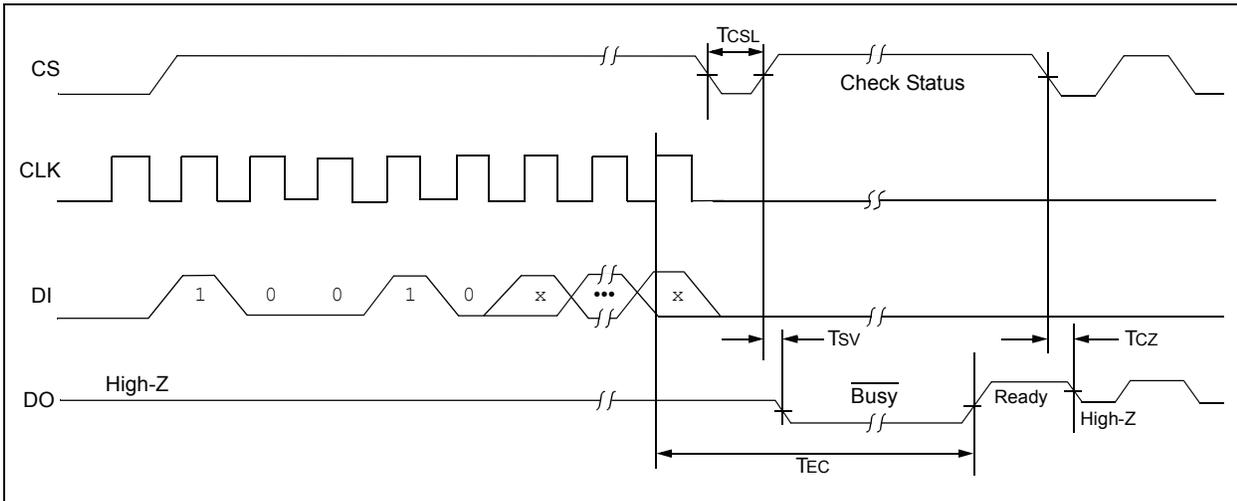 TCSL
CS
Check Status
CLK
DI
1 0 0 1 0 x ••• x
TSV
TCZ
High-Z
DO
Busy
Ready
High-Z
TEC